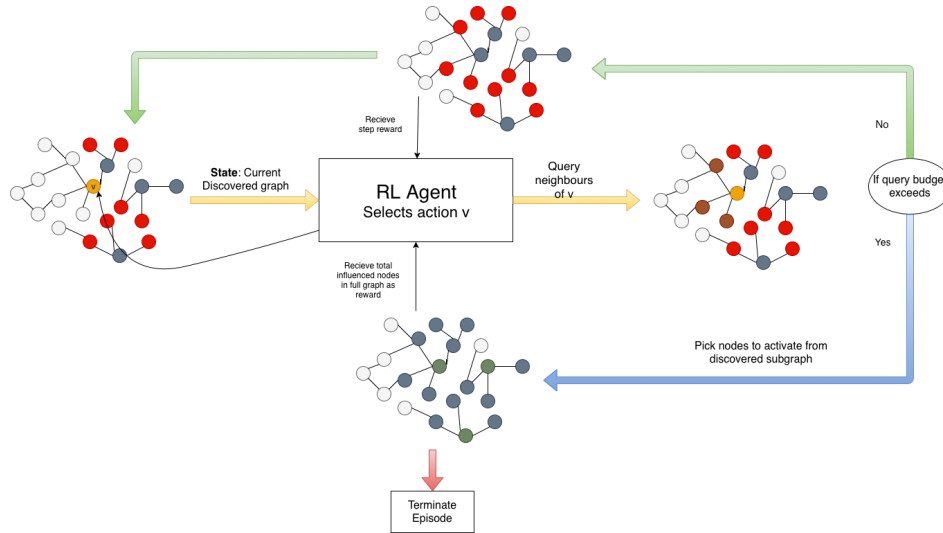 Recieve
step reward
No
State: Current
Discovered graph
v
RL Agent
Selects action v
Query
neighbours
of v
If query budge
exceeds
Yes
Recieve total
influenced nodes
in full graph as
reward
Pick nodes to activate from
discovered subgraph
Terminate
Episode